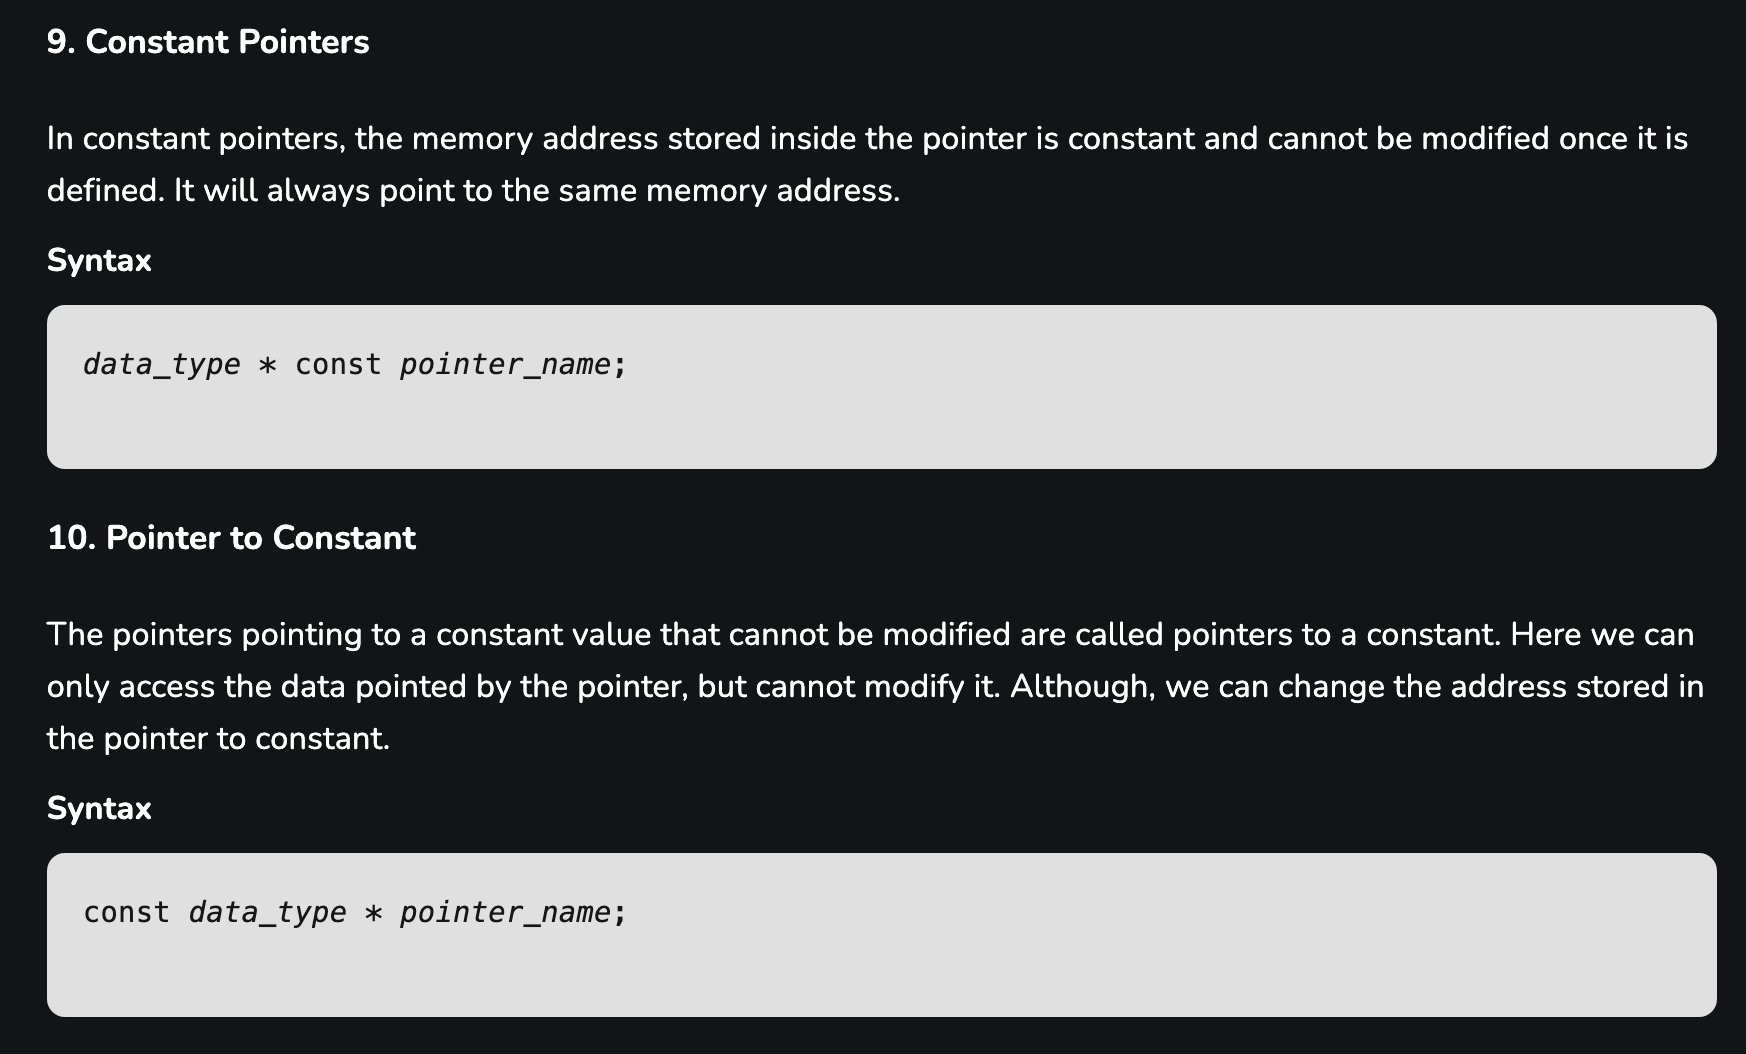 9. Constant Pointers
In constant pointers, the memory address stored inside the pointer is constant and cannot be modified once it is
defined. It will always point to the same memory address.
Syntax
data_type * const pointer_name;
10. Pointer to Constant
The pointers pointing to a constant value that cannot be modified are called pointers to a constant. Here we can
only access the data pointed by the pointer, but cannot modify it. Although, we can change the address stored in
the pointer to constant.
Syntax
const data_type * pointer_name;